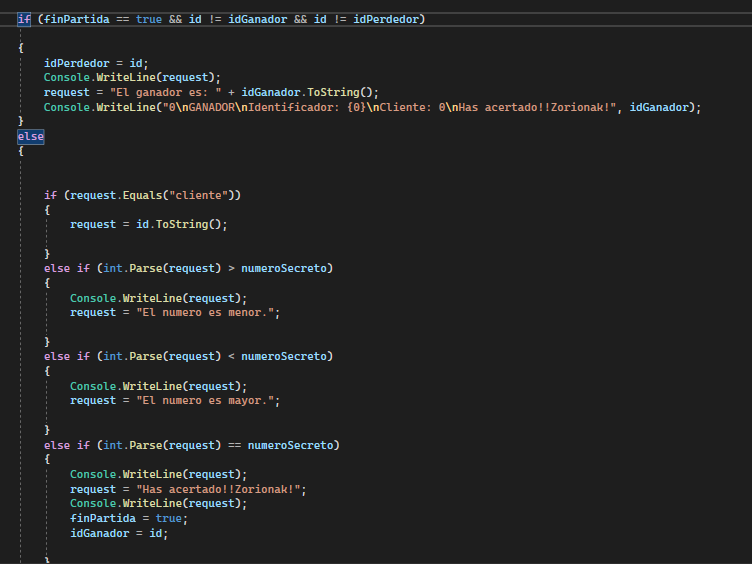 if (finPartida == true && id != idGanador && id != idPerdedor)
{
idPerdedor = id;
Console.WriteLine(request);
request = "El ganador es: " + idGanador.ToString();
Console.WriteLine("0\nGANADOR\nIdentificador: {0}\nCliente: 0\nHas acertado!!Zorionak!", idGanador);
}
else
{
if (request.Equals("cliente"))
{
request = id.ToString();
}
else if (int.Parse(request) > numeroSecreto)
{
Console.WriteLine(request);
request = "El numero es menor.";
}
else if (int.Parse(request) < numeroSecreto)
{
Console.WriteLine(request);
request = "El numero es mayor.";
}
else if (int.Parse(request) == numeroSecreto)
{
Console.WriteLine(request);
request = "Has acertado!!Zorionak!";
Console.WriteLine(request);
finPartida = true;
idGanador = id;
}